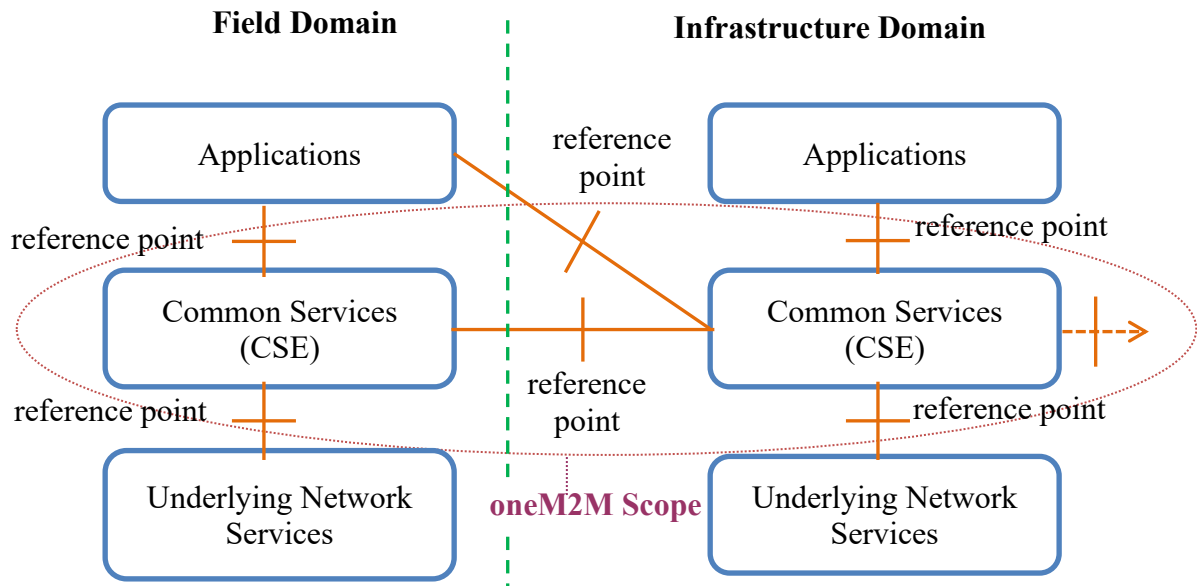 Field Domain
Infrastructure Domain
Applications
reference
point
Applications
reference point
reference point
Common Services
(CSE)
Common Services
(CSE)
reference point
reference
point
reference point
Underlying Network
Services
oneM2M Scope
Underlying Network
Services